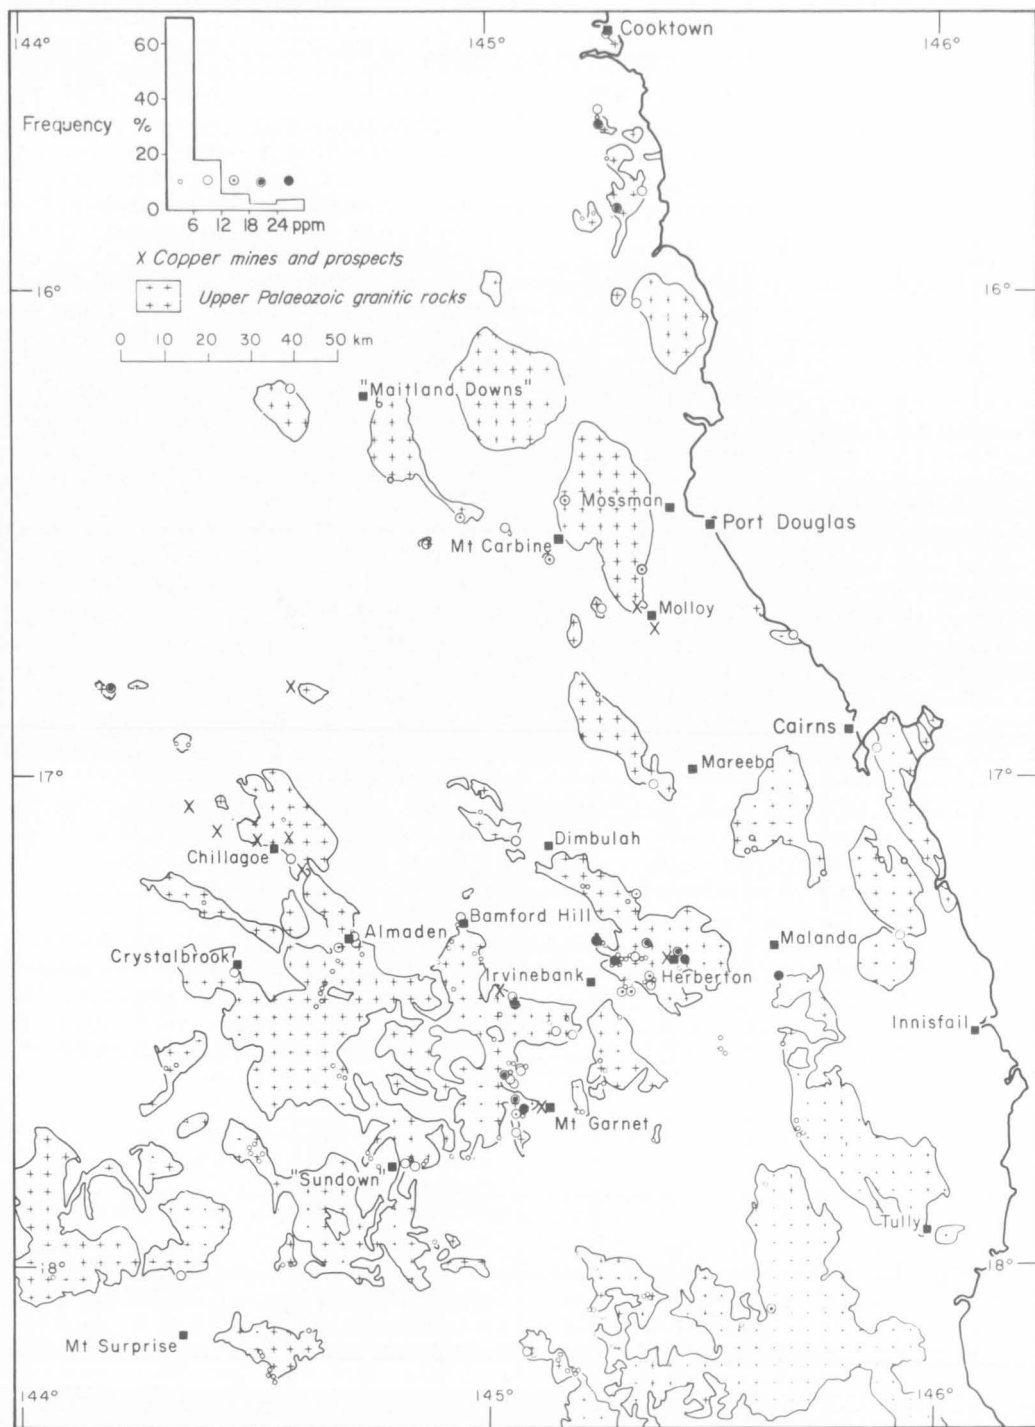 144°
145°
146°
Cooktown
60
40
Frequency %
20
0
6 12 18 24 ppm
X Copper mines and prospects
Upper Palaeozoic granitic rocks
16°
16°
0 10 20 30 40 50 km
"Maitland Downs"
Mossman
Port Douglas
Mt Carbine
Molloy
Cairns
17°
Mareeba
17°
Dimbulah
Chillagoe
Bamford Hill
Almaden
Malanda
Crystalbrook
Irvinebank
Herberton
Innisfail
Mt Garnet
"Sundown"
Tully
18°
18°
Mt Surprise
144°
145°
146°